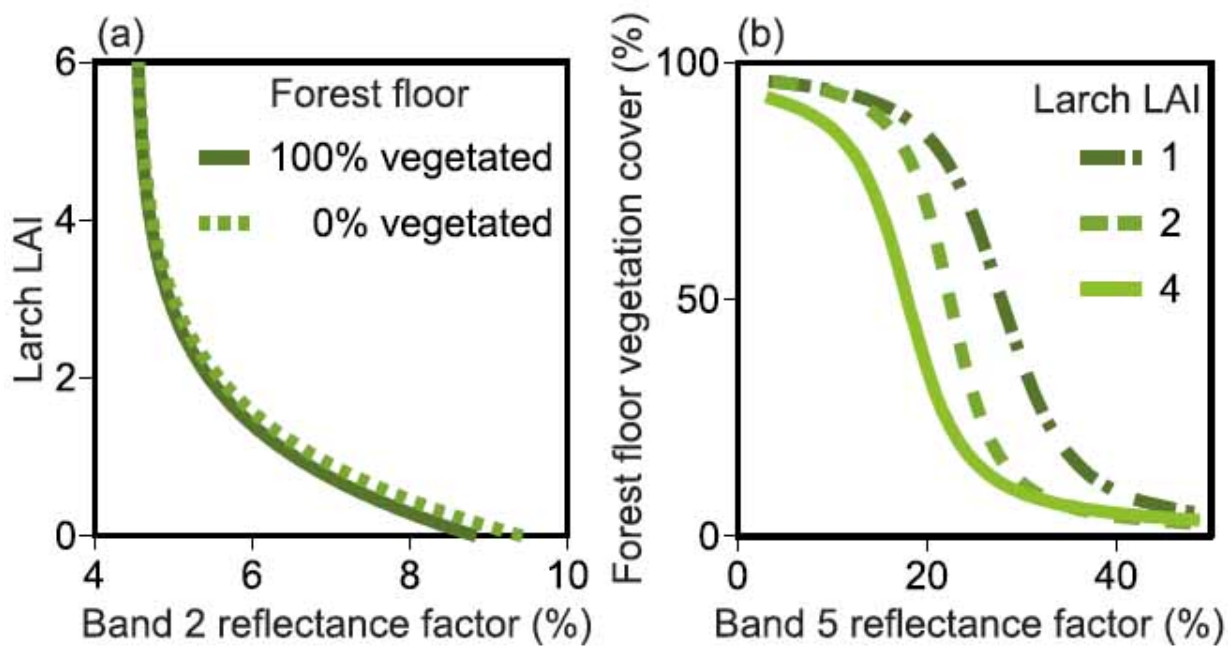 (a)
6
4
2
0
Larch LAI
Forest floor
100% vegetated
0% vegetated
4
6
8
10
Band 2 reflectance factor (%)
(b)
100
50
0
Forest floor vegetation cover (%)
Larch LAI
1
2
4
0
20
40
Band 5 reflectance factor (%)